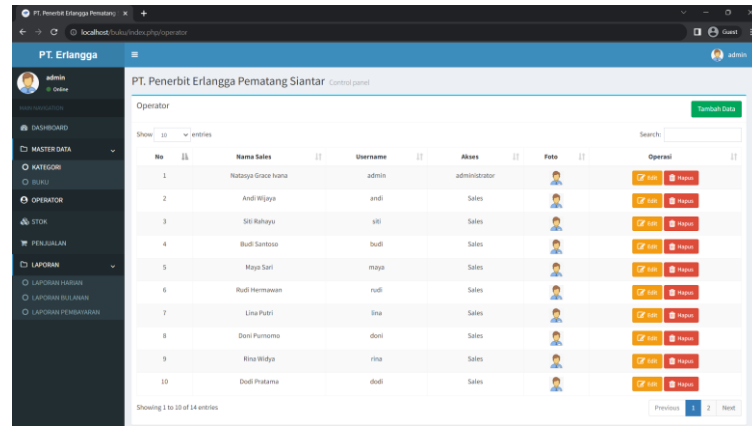 PT. Penerbit Erlangga Pematang
localhost/buku/index.php/operator
Guest
PT. Erlangga
admin
admin
Online
MAIN NAVIGATION
PT. Penerbit Erlangga Pematang Siantar Control panel
DASHBOARD
MASTER DATA
KATEGORI
BUKU
OPERATOR
STOK
PENJUALAN
LAPORAN
LAPORAN HARIAN
LAPORAN BULANAN
LAPORAN PEMBAYARAN
Operator
Tambah Data
Show 10 entries
Search:
No Nama Sales Username Akses Foto Operasi
1 Natasya Grace Ivana admin administrator Edit Hapus
2 Andi Wijaya andi Sales Edit Hapus
3 Siti Rahayu siti Sales Edit Hapus
4 Budi Santoso budi Sales Edit Hapus
5 Maya Sari maya Sales Edit Hapus
6 Rudi Hermawan rudi Sales Edit Hapus
7 Lina Putri lina Sales Edit Hapus
8 Doni Purnomo doni Sales Edit Hapus
9 Rina Widya rina Sales Edit Hapus
10 Dodi Pratama dodi Sales Edit Hapus
Showing 1 to 10 of 14 entries
Previous 1 2 Next